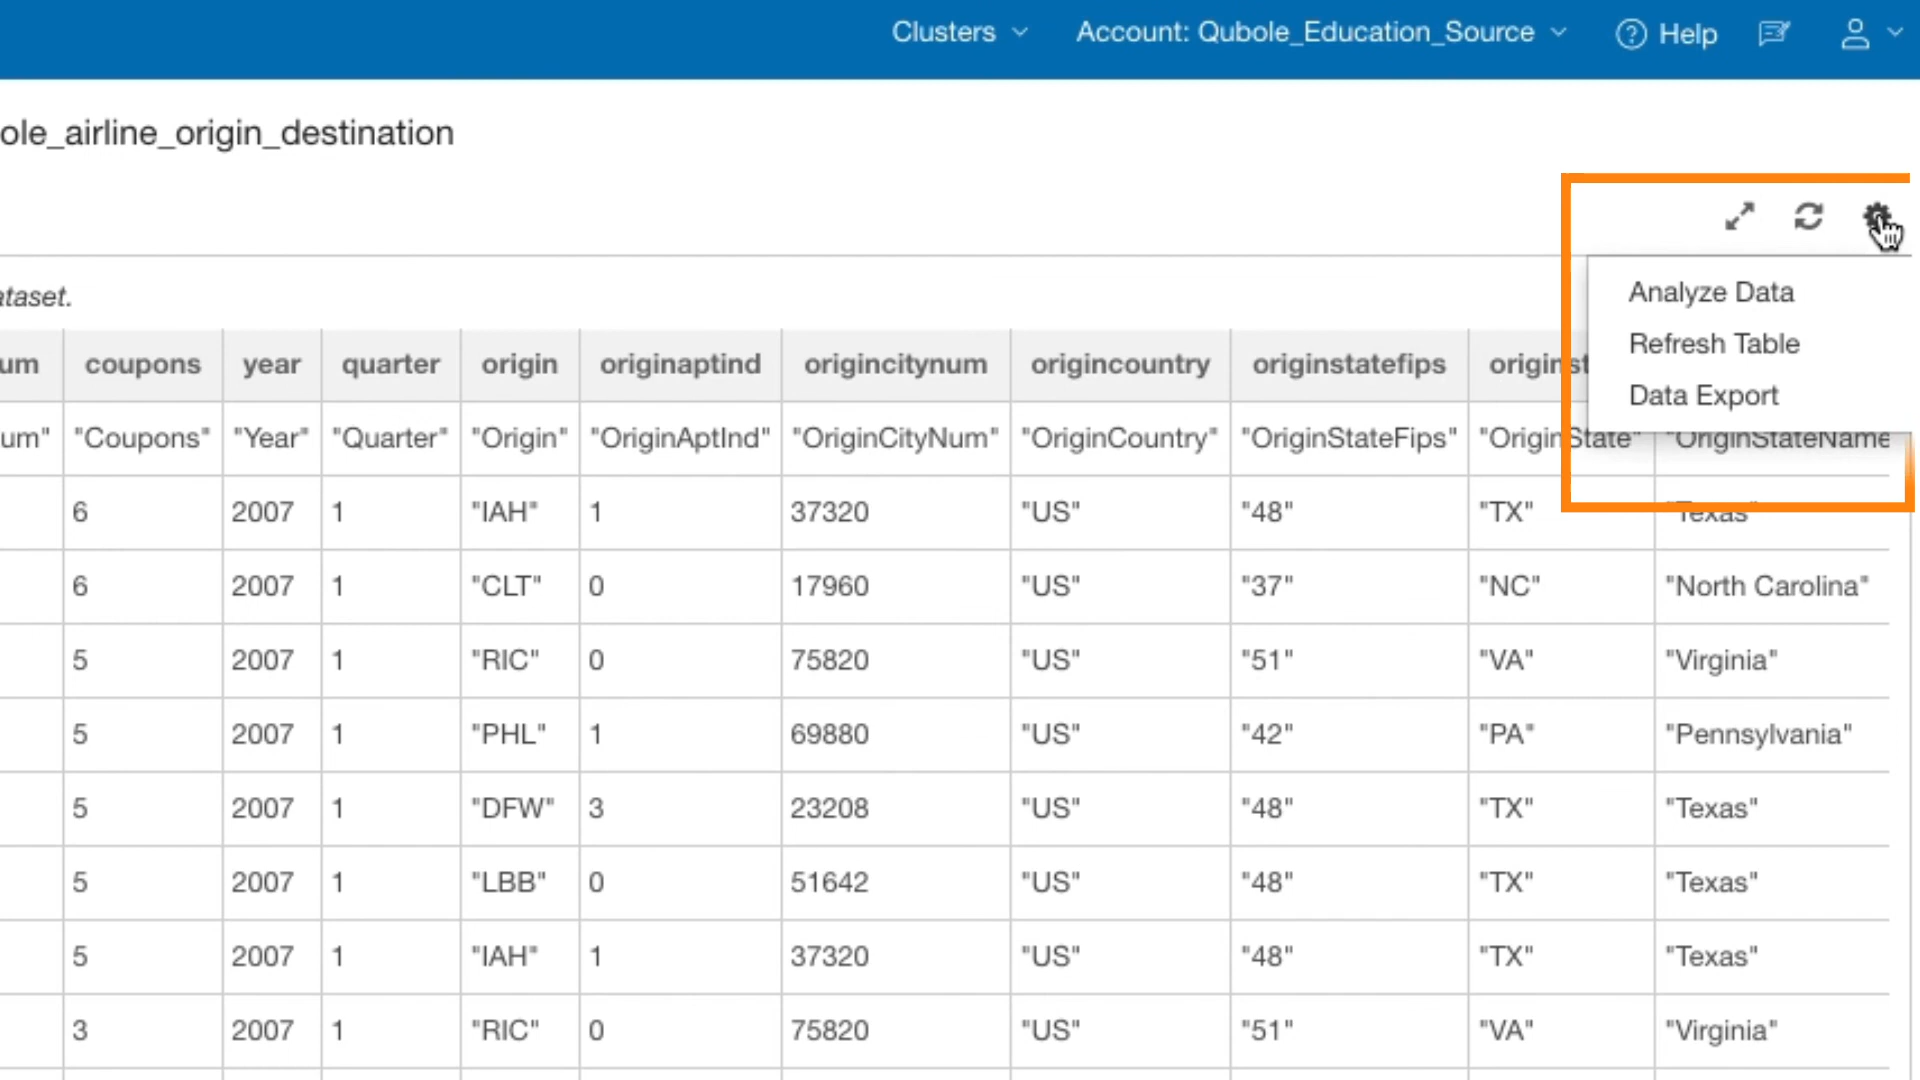 Clusters Account: Qubole_Education_Source Help
ole_airline_origin_destination
Analyze Data
Refresh Table
Data Export
ataset.
um coupons year quarter origin originaptind origincitynum origincountry originstatefips originst
um" "Coupons" "Year" "Quarter" "Origin" "OriginAptInd" "OriginCityNum" "OriginCountry" "OriginStateFips" "OriginState" "OriginStateName
6 2007 1 "IAH" 1 37320 "US" "48" "TX" "Texas"
6 2007 1 "CLT" 0 17960 "US" "37" "NC" "North Carolina"
5 2007 1 "RIC" 0 75820 "US" "51" "VA" "Virginia"
5 2007 1 "PHL" 1 69880 "US" "42" "PA" "Pennsylvania"
5 2007 1 "DFW" 3 23208 "US" "48" "TX" "Texas"
5 2007 1 "LBB" 0 51642 "US" "48" "TX" "Texas"
5 2007 1 "IAH" 1 37320 "US" "48" "TX" "Texas"
3 2007 1 "RIC" 0 75820 "US" "51" "VA" "Virginia"